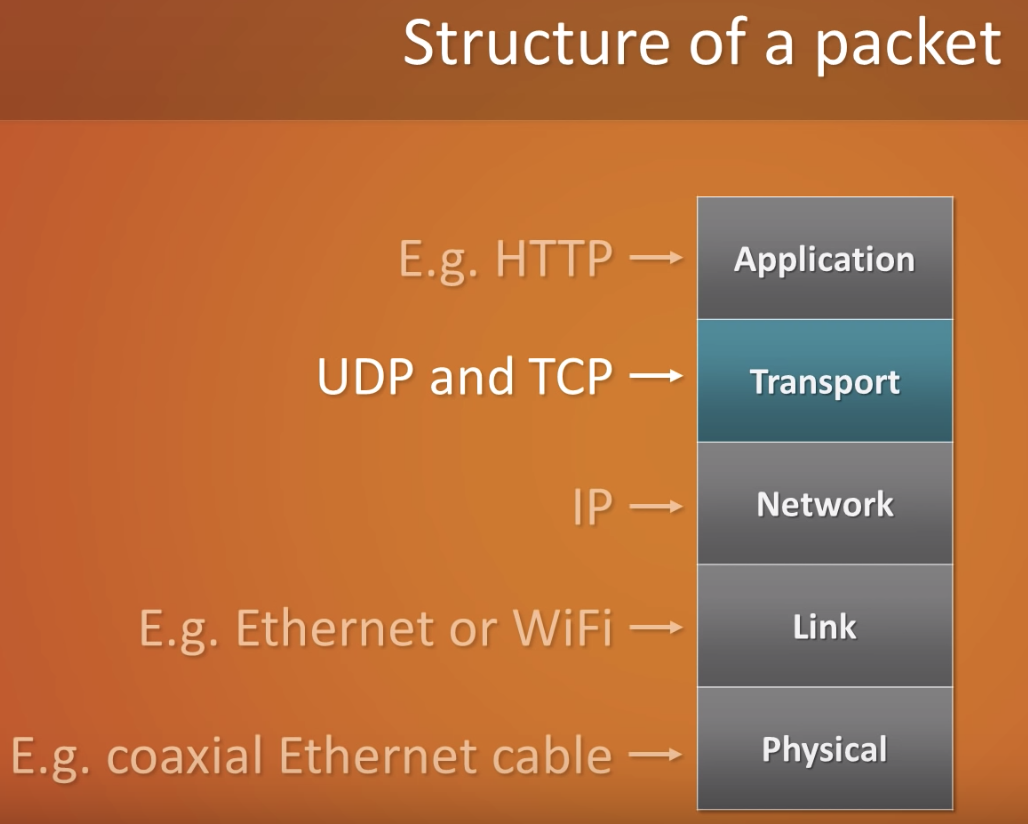 Structure of a packet
E.g. HTTP → Application
UDP and TCP → Transport
IP → Network
E.g. Ethernet or WiFi → Link
E.g. coaxial Ethernet cable → Physical